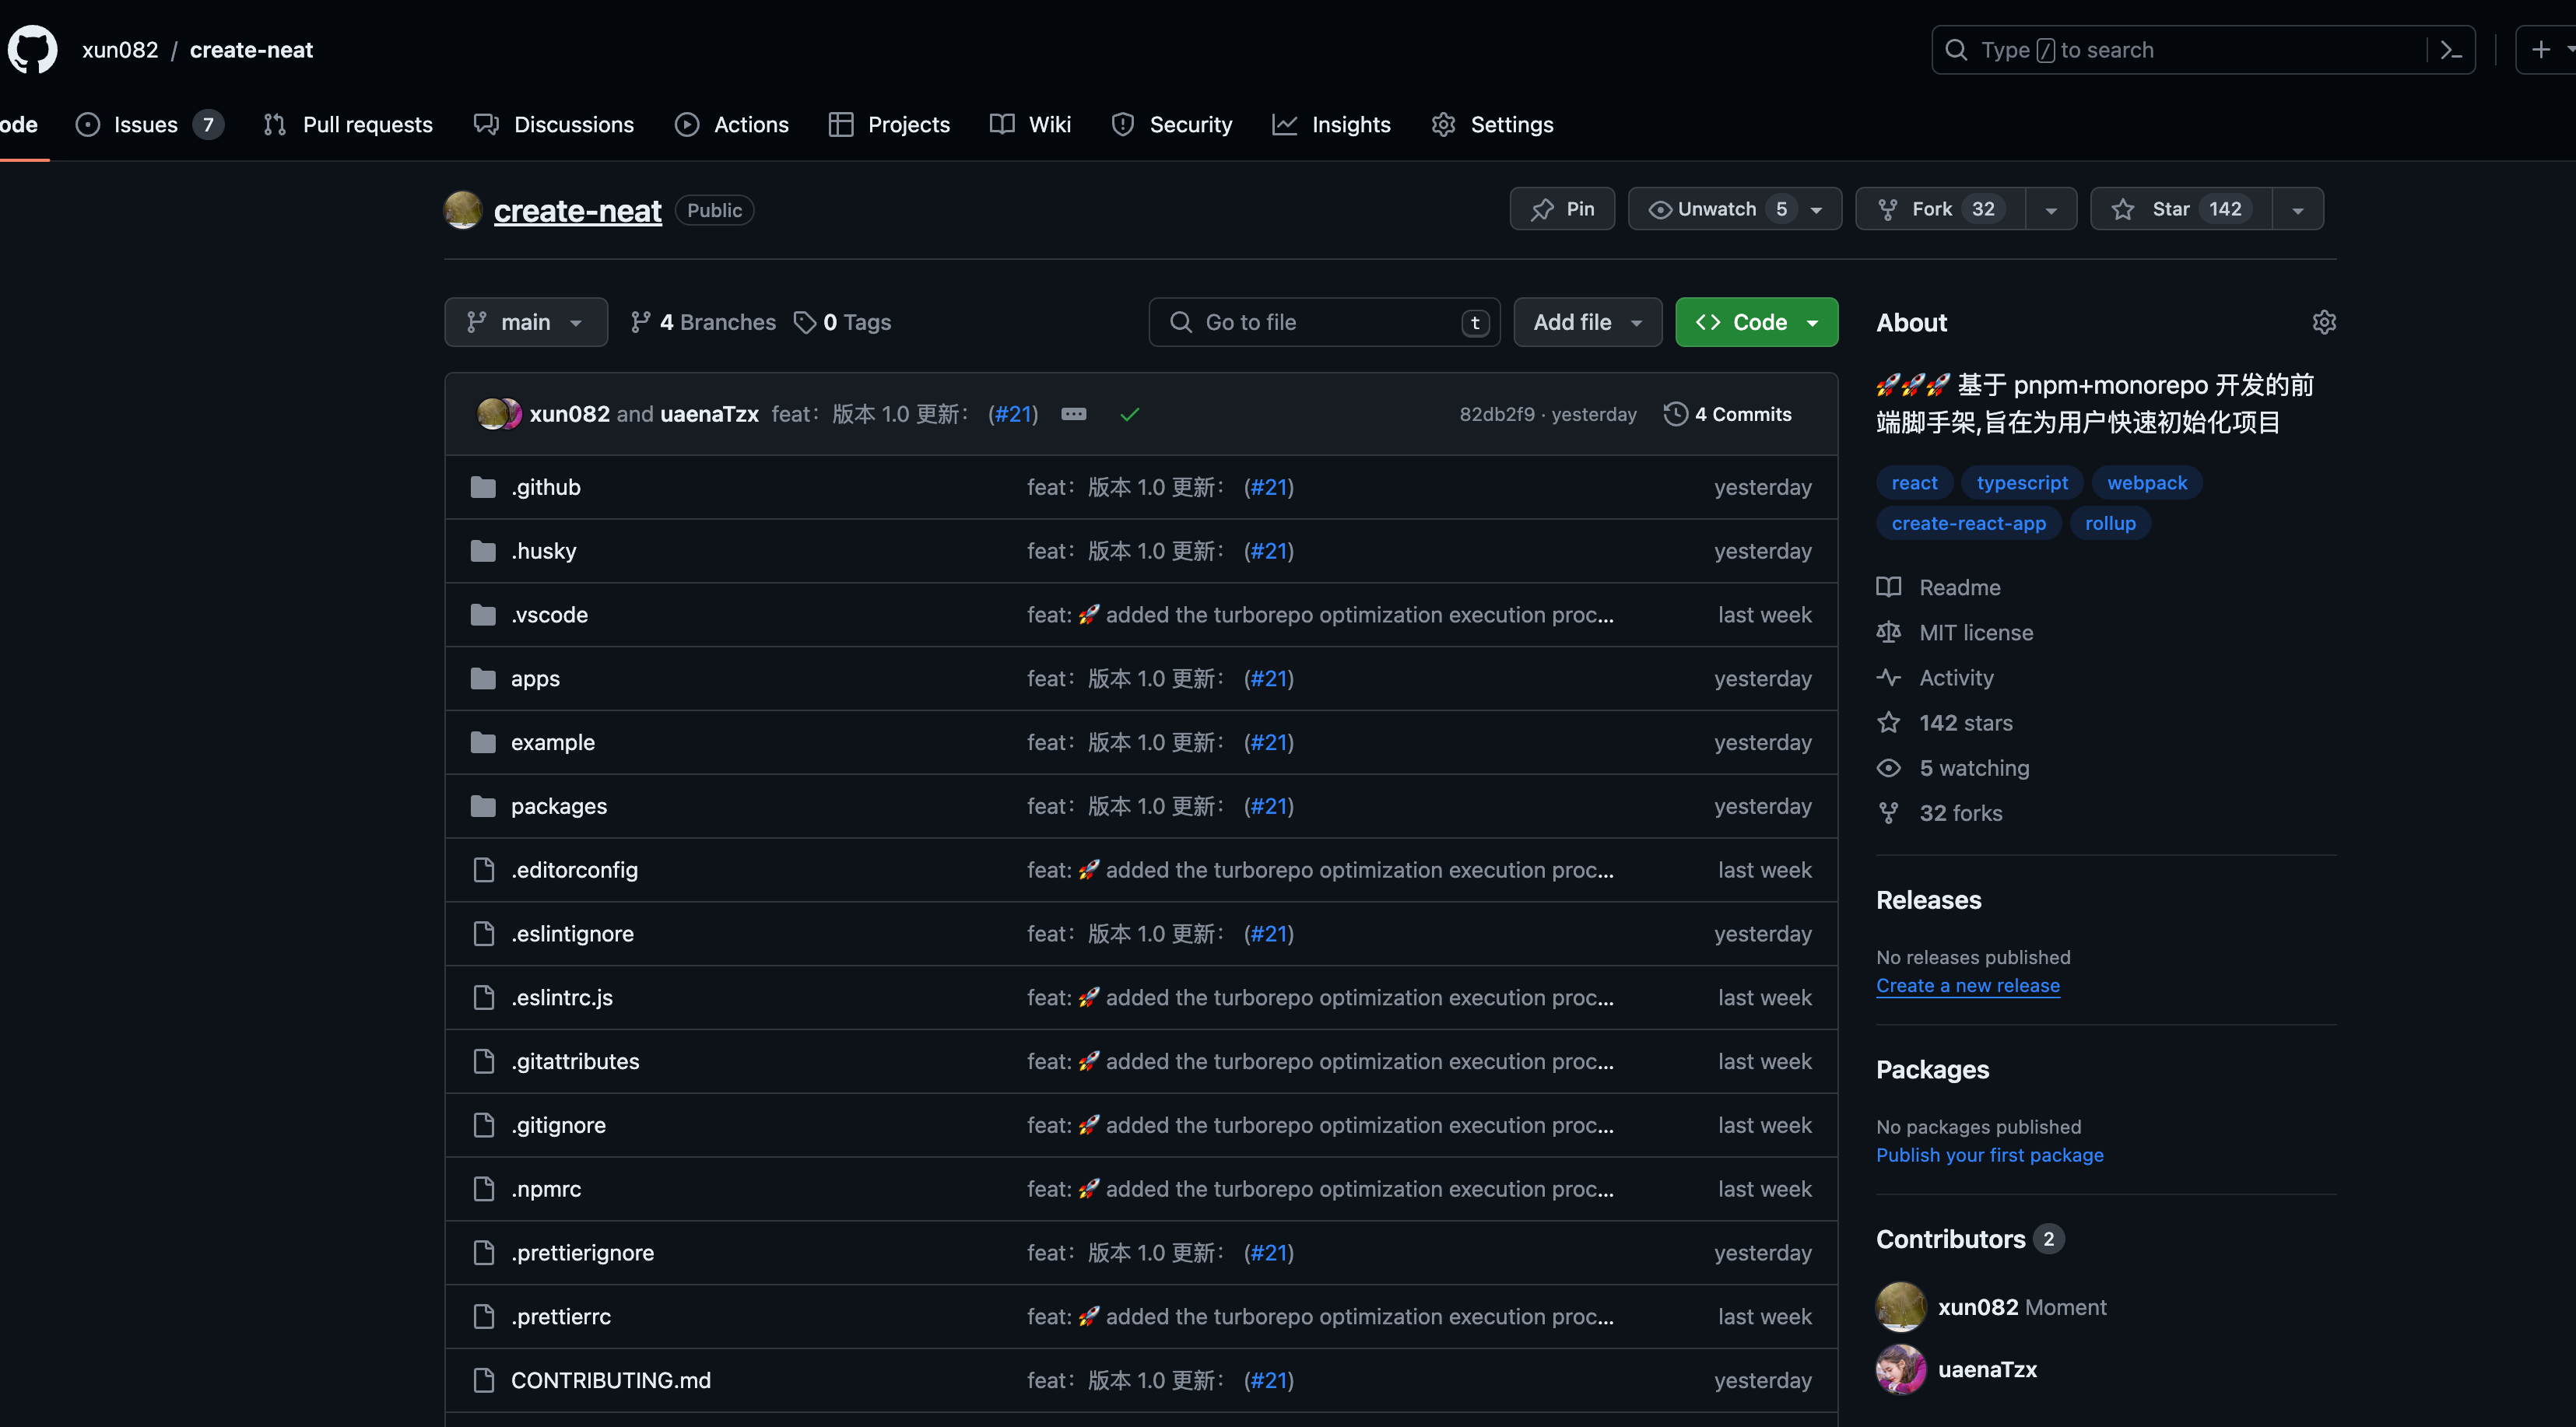 xun082 / create-neat
Type / to search
ode Issues 7 Pull requests Discussions Actions Projects Wiki Security Insights Settings
create-neat Public
Pin Unwatch 5 Fork 32 Star 142
main 4 Branches 0 Tags Go to file t Add file Code
xun082 and uaenaTzx feat：版本 1.0 更新： (#21) 82db2f9 · yesterday 4 Commits
.github feat：版本 1.0 更新： (#21) yesterday
.husky feat：版本 1.0 更新： (#21) yesterday
.vscode feat: 🚀 added the turborepo optimization execution proc... last week
apps feat：版本 1.0 更新： (#21) yesterday
example feat：版本 1.0 更新： (#21) yesterday
packages feat：版本 1.0 更新： (#21) yesterday
.editorconfig feat: 🚀 added the turborepo optimization execution proc... last week
.eslintignore feat：版本 1.0 更新： (#21) yesterday
.eslintrc.js feat: 🚀 added the turborepo optimization execution proc... last week
.gitattributes feat: 🚀 added the turborepo optimization execution proc... last week
.gitignore feat: 🚀 added the turborepo optimization execution proc... last week
.npmrc feat: 🚀 added the turborepo optimization execution proc... last week
.prettierignore feat：版本 1.0 更新： (#21) yesterday
.prettierrc feat: 🚀 added the turborepo optimization execution proc... last week
CONTRIBUTING.md feat：版本 1.0 更新： (#21) yesterday
About
🚀🚀🚀 基于 pnpm+monorepo 开发的前
端脚手架,旨在为用户快速初始化项目
react typescript webpack
create-react-app rollup
Readme
MIT license
Activity
142 stars
5 watching
32 forks
Releases
No releases published
Create a new release
Packages
No packages published
Publish your first package
Contributors 2
xun082 Moment
uaenaTzx